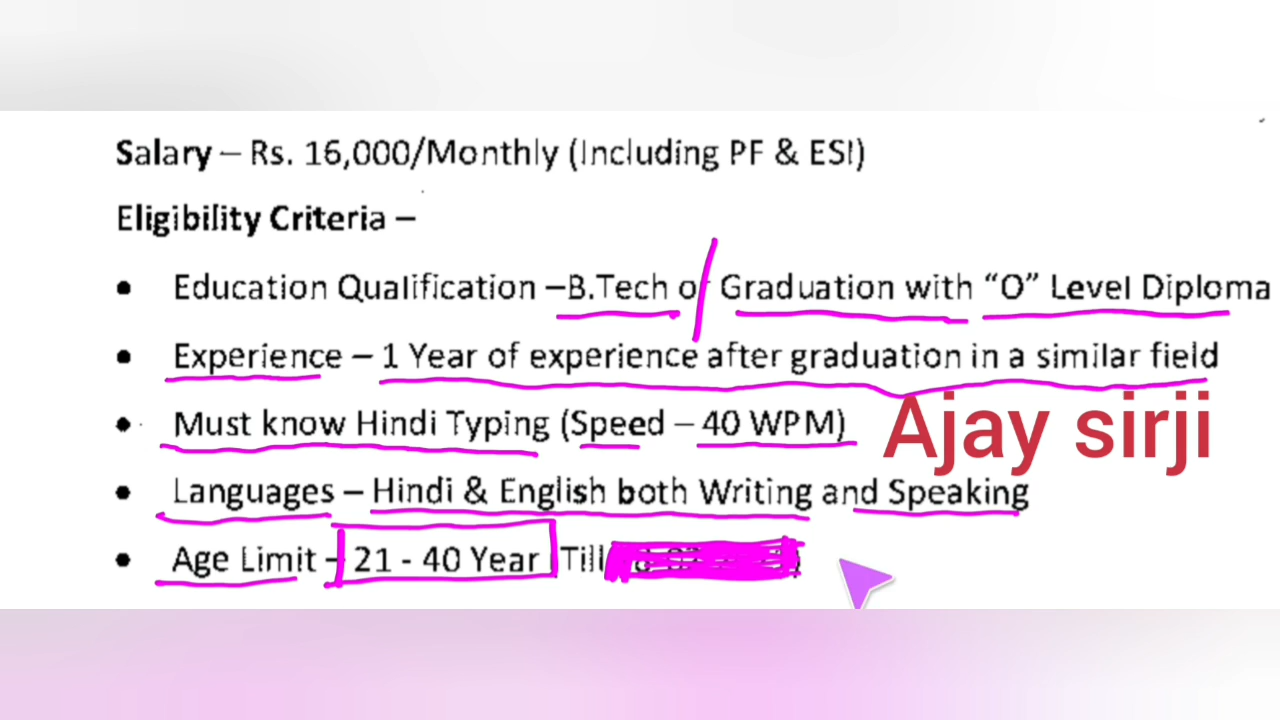 Salary – Rs. 16,000/Monthly (Including PF & ESI)
Eligibility Criteria –
• Education Qualification –B.Tech or Graduation with “O” Level Diploma
• Experience – 1 Year of experience after graduation in a similar field
• Must know Hindi Typing (Speed – 40 WPM)
Ajay sirji
• Languages – Hindi & English both Writing and Speaking
• Age Limit – 21 - 40 Year Till